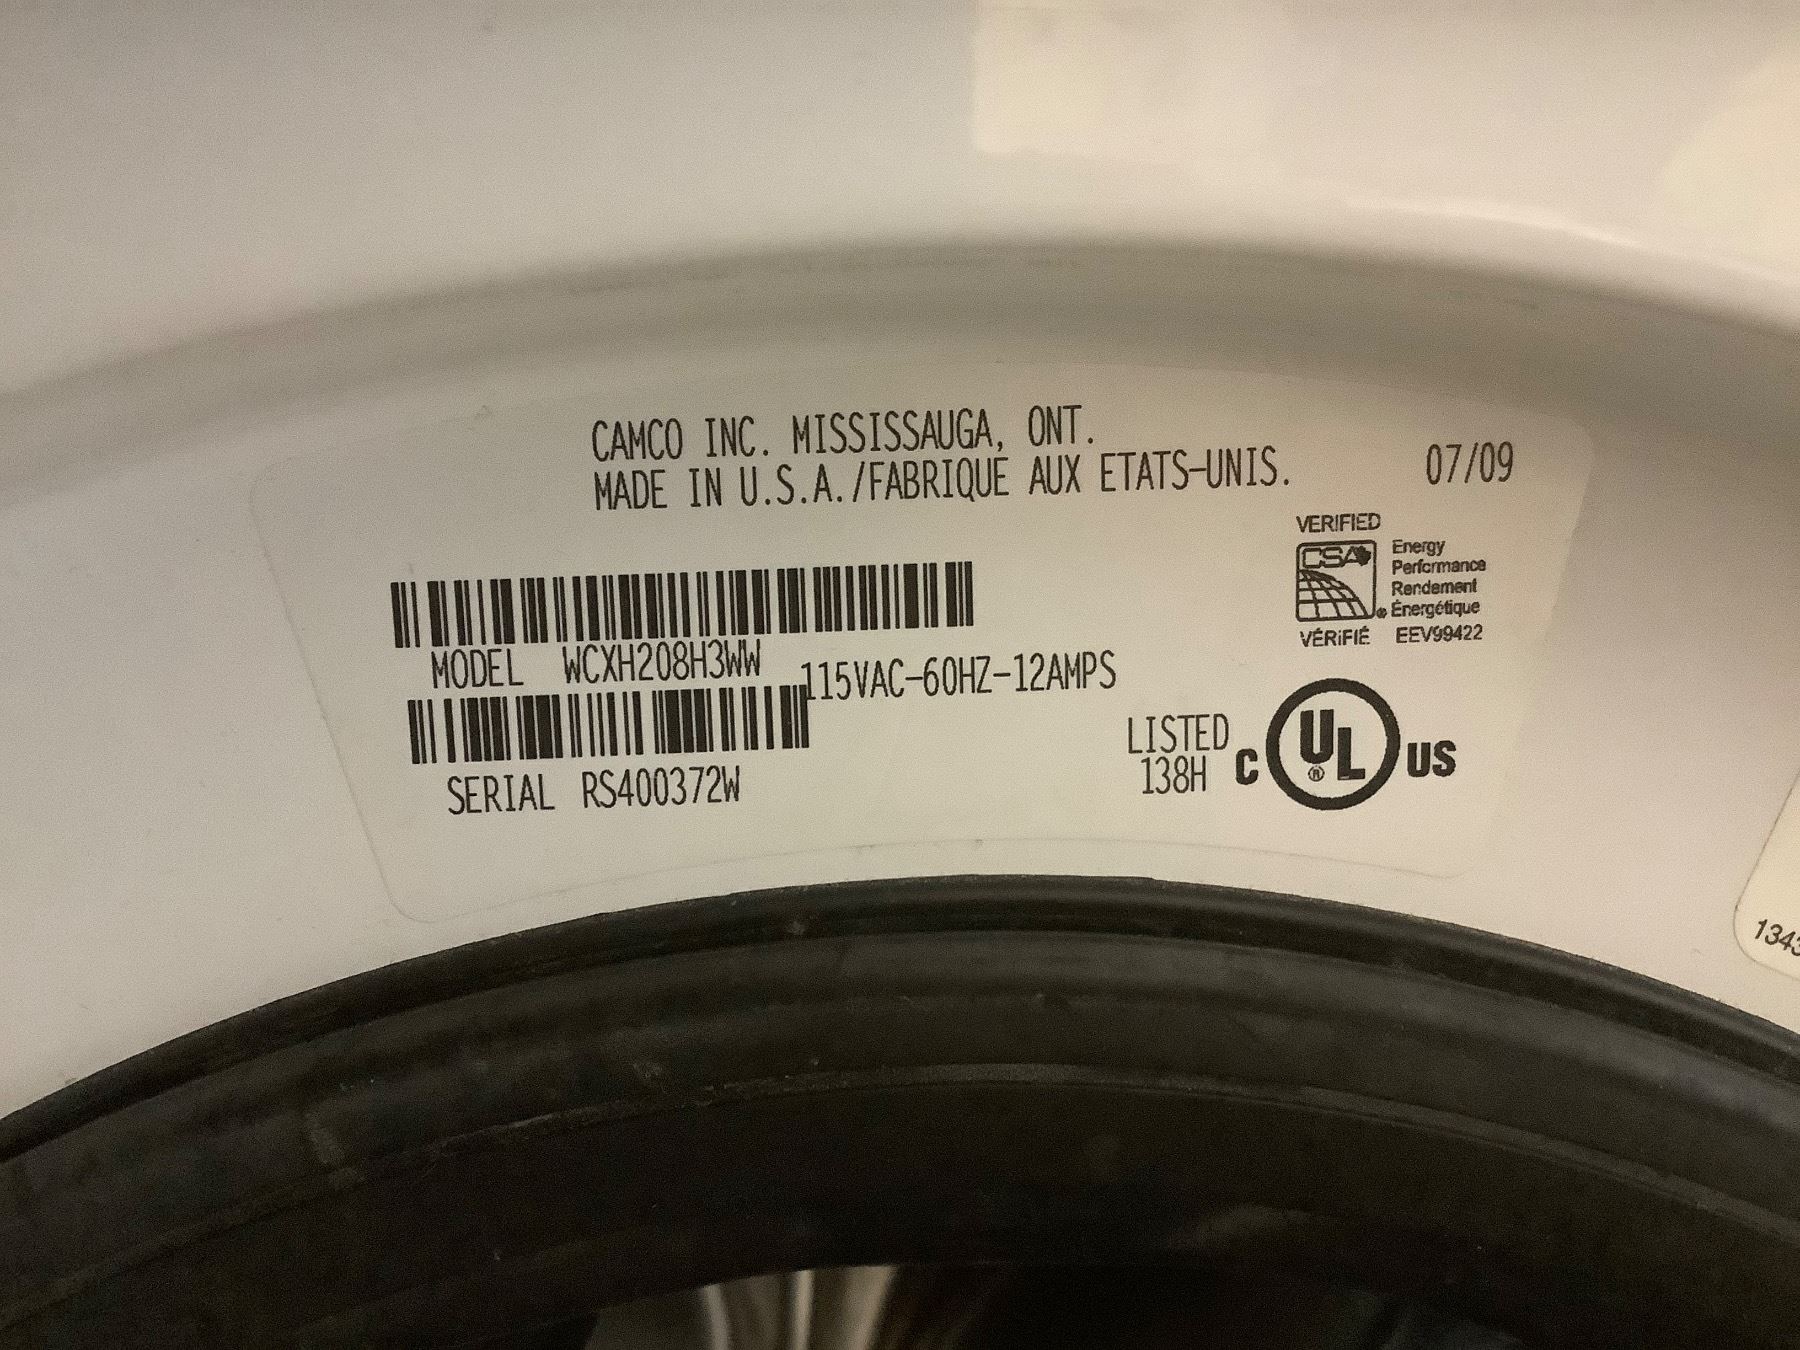 CAMCO INC. MISSISSAUGA, ONT.
MADE IN U.S.A./FABRIQUE AUX ETATS-UNIS.
07/09
VERIFIED
CSA
Energy
Performance
Rendement
® Énergétique
VÉRiFIÉ EEV99422
MODEL WCXH208H3WW
115VAC-60HZ-12AMPS
SERIAL RS400372W
LISTED
138H
C UL® US